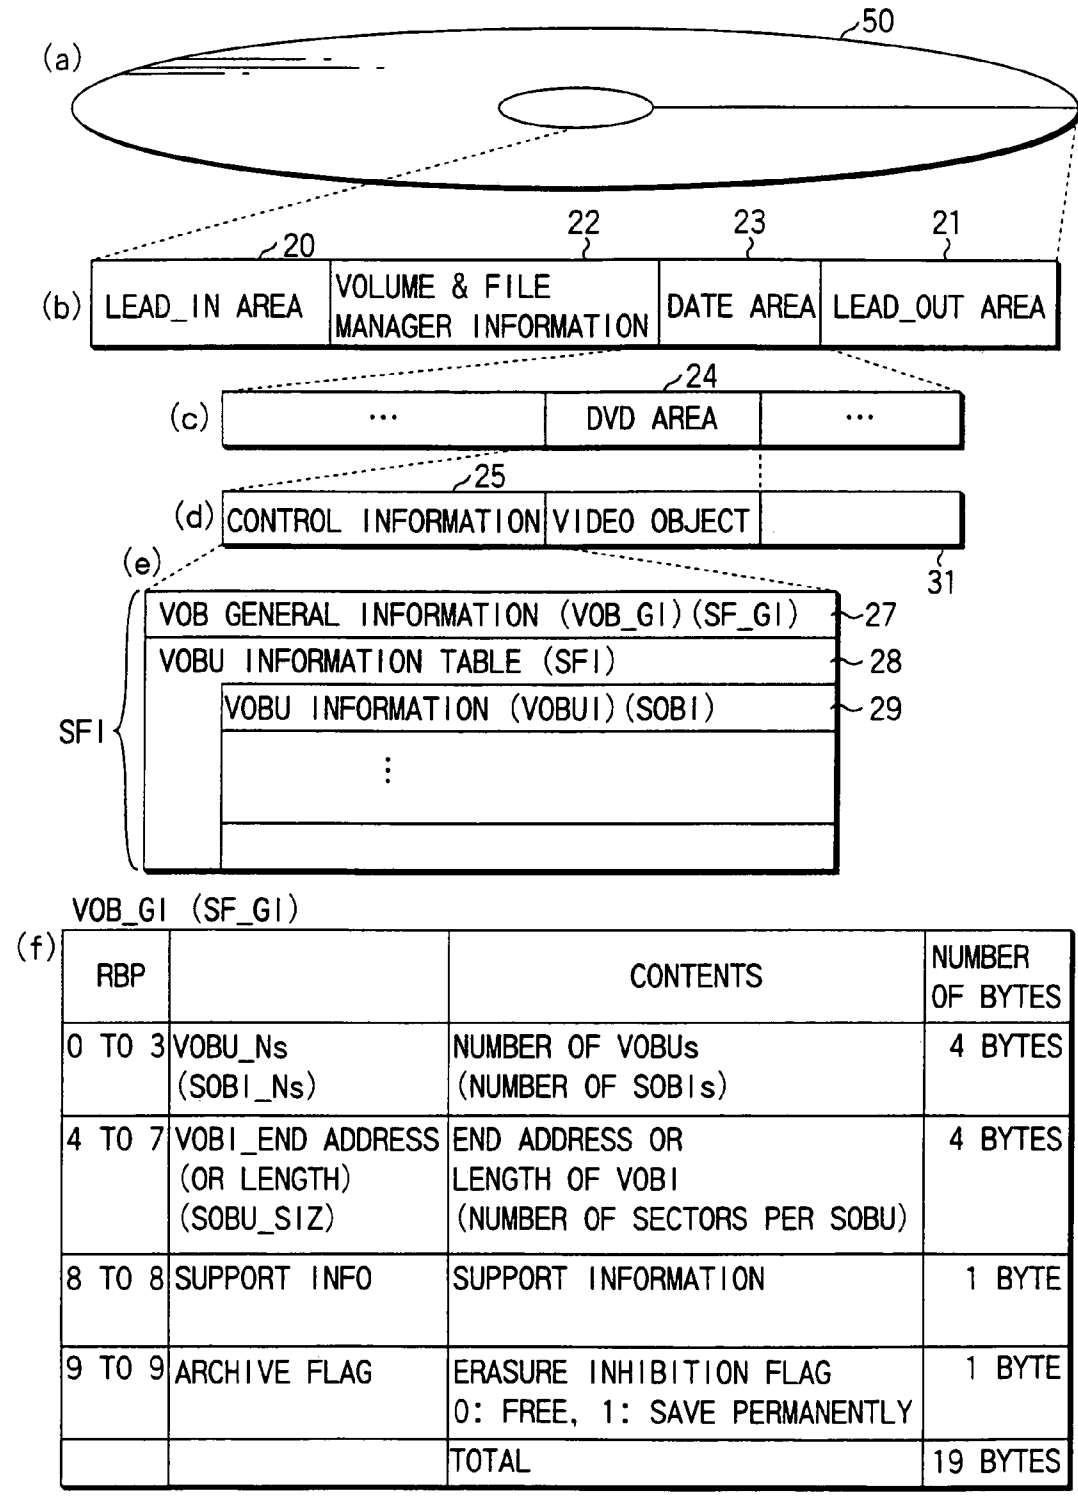 (a)
50
20
22
23
21
(b)
LEAD_IN AREA
VOLUME & FILE
MANAGER INFORMATION
DATE AREA
LEAD_OUT AREA
24
(c)
...
DVD AREA
...
25
(d)
CONTROL INFORMATION
VIDEO OBJECT
31
(e)
VOB GENERAL INFORMATION (VOB_GI)(SF_GI)
27
VOBU INFORMATION TABLE (SFI)
28
VOBU INFORMATION (VOBUI)(SOBI)
29
SFI
VOB_GI (SF_GI)
(f)
RBP
CONTENTS
NUMBER
OF BYTES
0 TO 3
VOBU_Ns
(SOBI_Ns)
NUMBER OF VOBUs
(NUMBER OF SOBIs)
4 BYTES
4 TO 7
VOBI_END ADDRESS
(OR LENGTH)
(SOBU_SIZ)
END ADDRESS OR
LENGTH OF VOBI
(NUMBER OF SECTORS PER SOBU)
4 BYTES
8 TO 8
SUPPORT INFO
SUPPORT INFORMATION
1 BYTE
9 TO 9
ARCHIVE FLAG
ERASURE INHIBITION FLAG
0: FREE, 1: SAVE PERMANENTLY
1 BYTE
TOTAL
19 BYTES